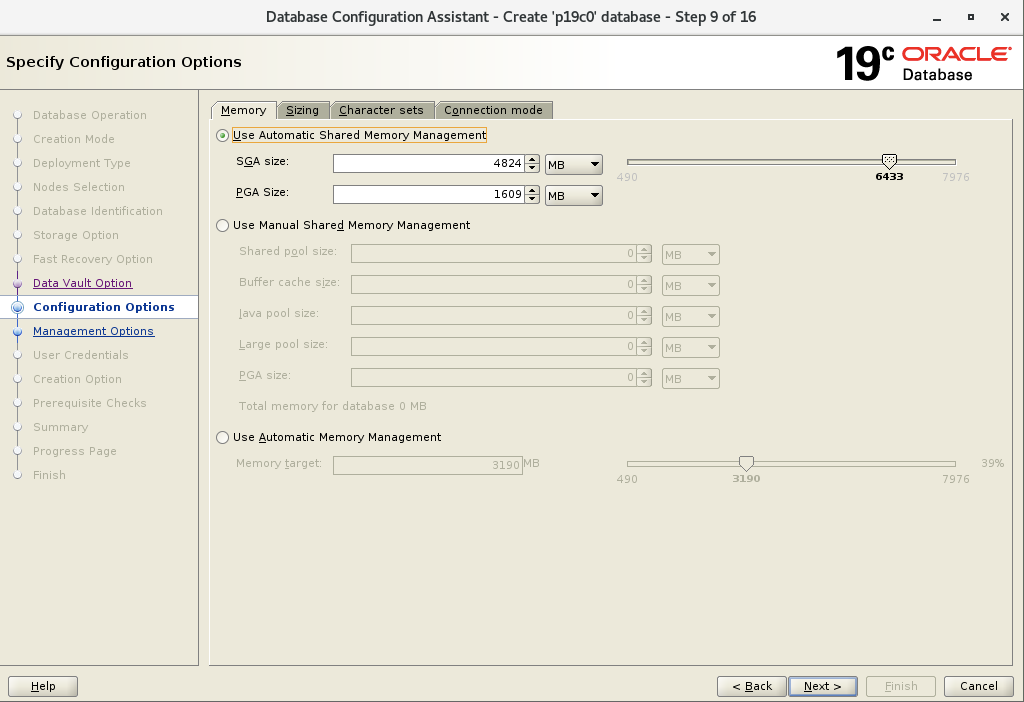 Database Configuration Assistant - Create 'p19c0' database - Step 9 of 16
Specify Configuration Options
19c ORACLE
Database
Database Operation
Creation Mode
Deployment Type
Nodes Selection
Database Identification
Storage Option
Fast Recovery Option
Data Vault Option
Configuration Options
Management Options
User Credentials
Creation Option
Prerequisite Checks
Summary
Progress Page
Finish
Memory Sizing Character sets Connection mode
Use Automatic Shared Memory Management
SGA size: 4824 MB
490 6433 7976
PGA Size: 1609 MB
Use Manual Shared Memory Management
Shared pool size: 0 MB
Buffer cache size: 0 MB
Java pool size: 0 MB
Large pool size: 0 MB
PGA size: 0 MB
Total memory for database 0 MB
Use Automatic Memory Management
Memory target: 3190 MB 39%
490 3190 7976
Help < Back Next > Finish Cancel